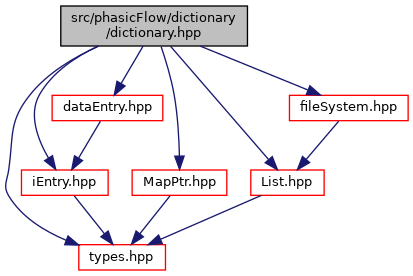 src/phasicFlow/dictionary
/dictionary.hpp
dataEntry.hpp
fileSystem.hpp
iEntry.hpp
MapPtr.hpp
List.hpp
types.hpp